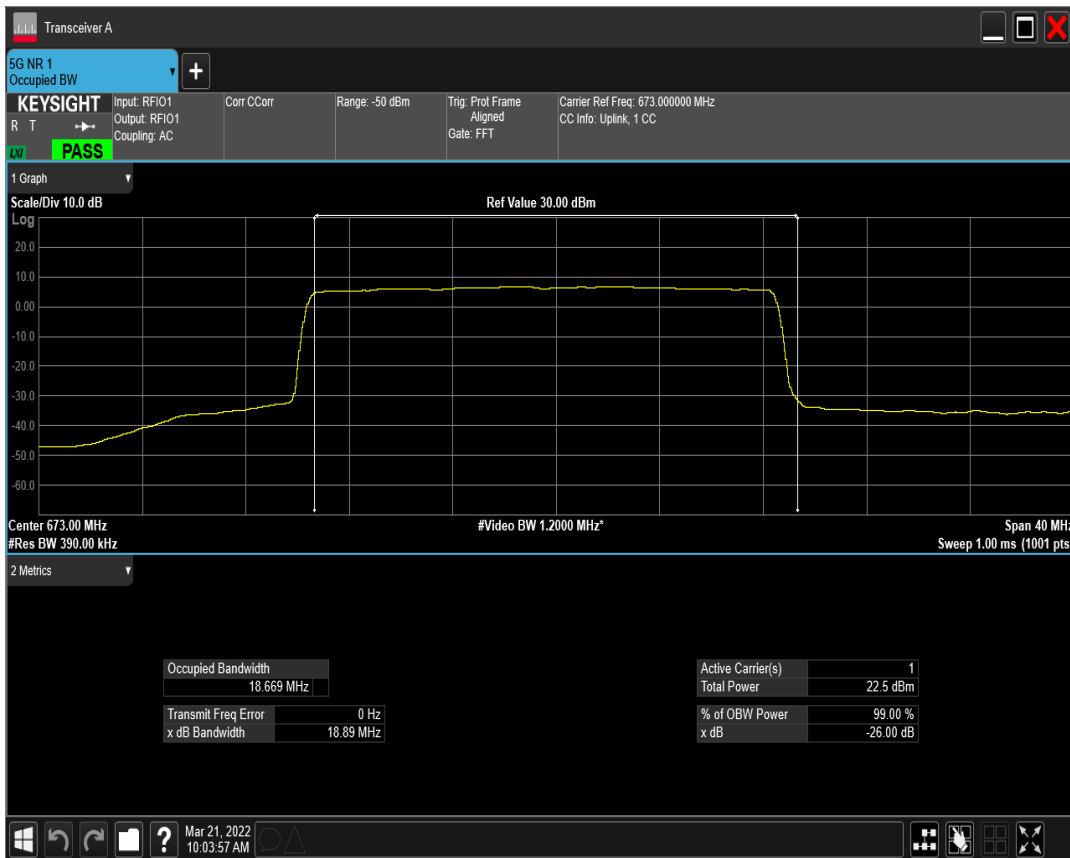 Transceiver A
5G NR 1
Occupied BW
KEYSIGHT
R T
LXI
PASS
Input: RFIO1
Output: RFIO1
Coupling: AC
Corr CCorr
Range: -50 dBm
Trig: Prot Frame
Aligned
Gate: FFT
Carrier Ref Freq: 673.000000 MHz
CC Info: Uplink, 1 CC
1 Graph
Scale/Div 10.0 dB
Ref Value 30.00 dBm
Log
20.0
10.0
0.00
-10.0
-20.0
-30.0
-40.0
-50.0
-60.0
Center 673.00 MHz
#Video BW 1.2000 MHz*
Span 40 MHz
#Res BW 390.00 kHz
Sweep 1.00 ms (1001 pts
2 Metrics
Occupied Bandwidth
18.669 MHz
Transmit Freq Error 0 Hz
x dB Bandwidth 18.89 MHz
Active Carrier(s) 1
Total Power 22.5 dBm
% of OBW Power 99.00 %
x dB -26.00 dB
?
Mar 21, 2022
10:03:57 AM